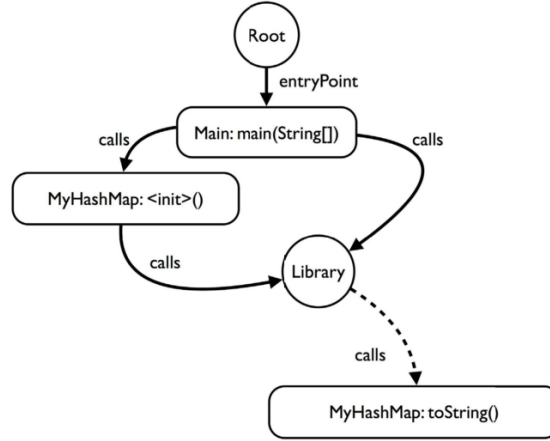 Root
entryPoint
Main: main(String[])
calls
calls
MyHashMap: <init>()
calls
Library
calls
MyHashMap: toString()